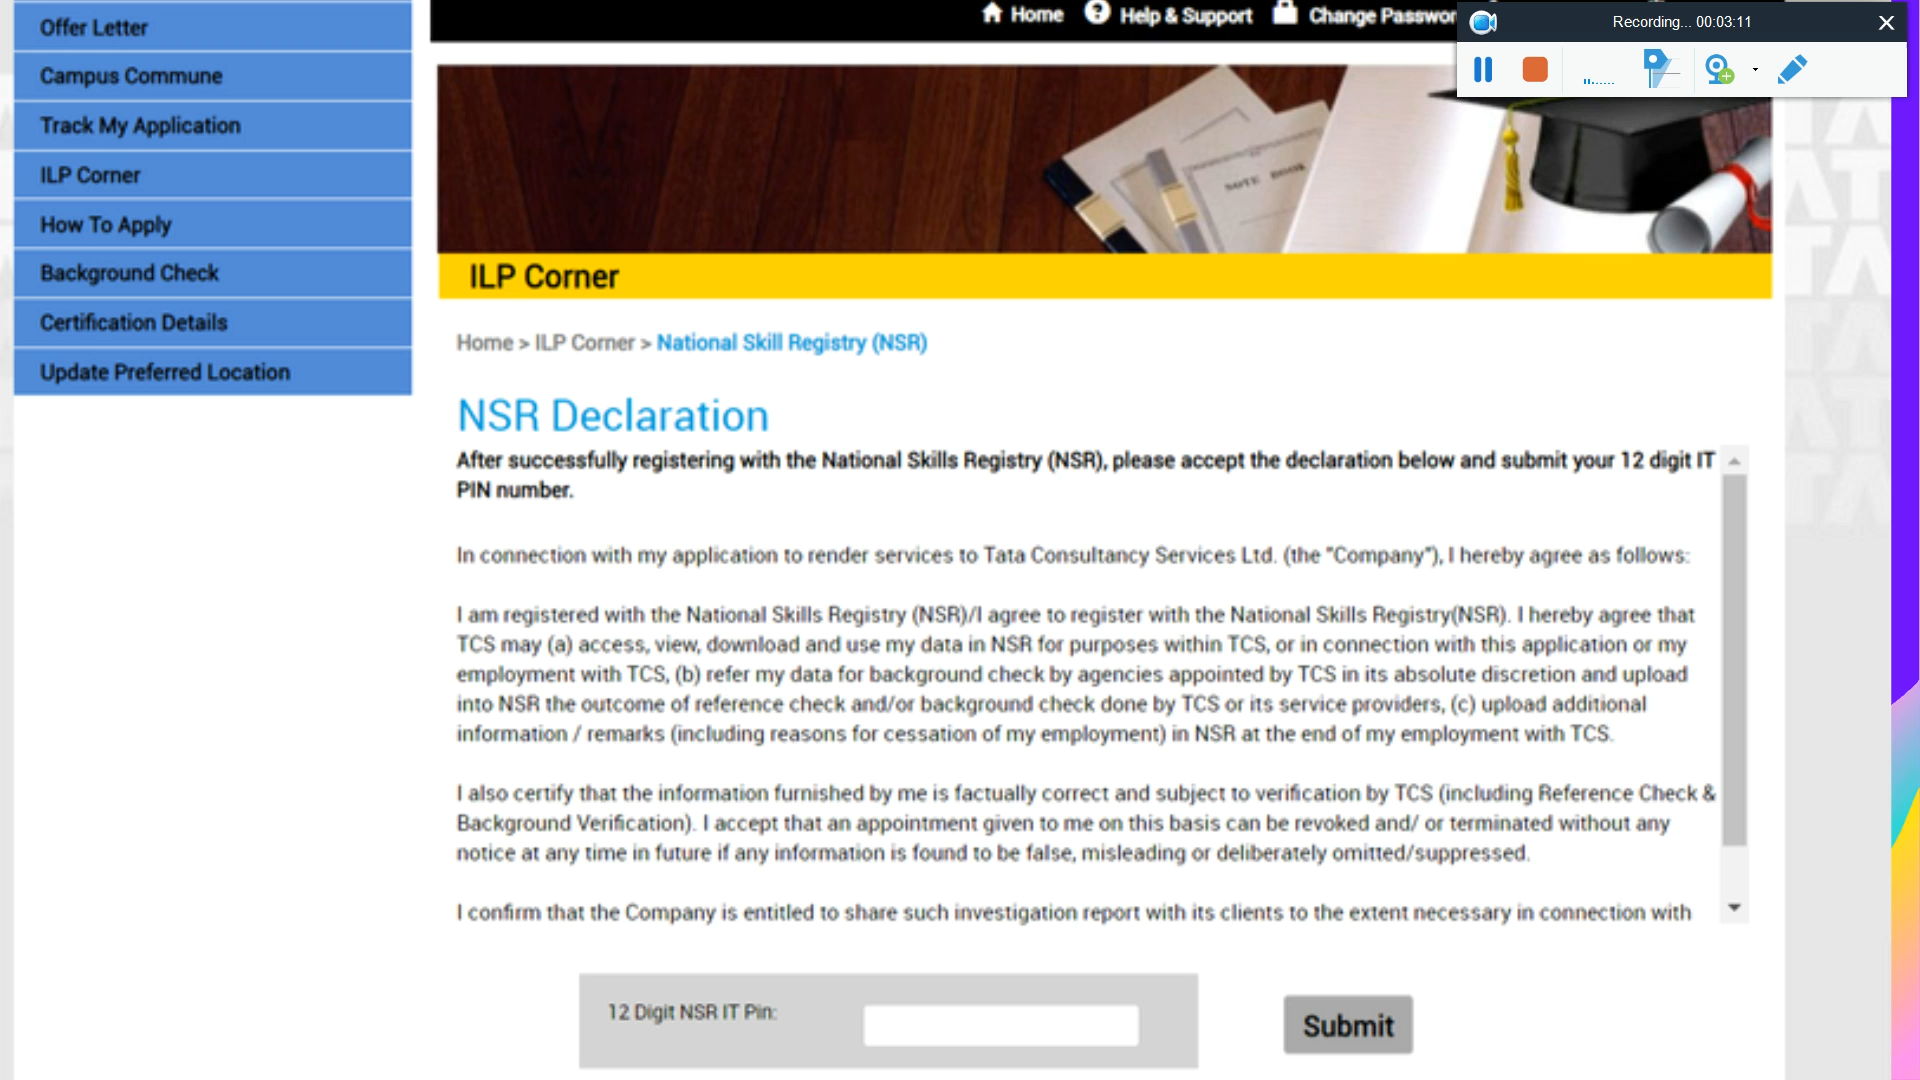 Offer Letter
Campus Commune
Track My Application
ILP Corner
How To Apply
Background Check
Certification Details
Update Preferred Location
Home
Help & Support
Change Passwor
Recording... 00:03:11
NOTE BOOK
ILP Corner
Home > ILP Corner > National Skill Registry (NSR)
NSR Declaration
After successfully registering with the National Skills Registry (NSR), please accept the declaration below and submit your 12 digit IT
PIN number.
In connection with my application to render services to Tata Consultancy Services Ltd. (the "Company"), I hereby agree as follows:
I am registered with the National Skills Registry (NSR)/I agree to register with the National Skills Registry(NSR). I hereby agree that
TCS may (a) access, view, download and use my data in NSR for purposes within TCS, or in connection with this application or my
employment with TCS, (b) refer my data for background check by agencies appointed by TCS in its absolute discretion and upload
into NSR the outcome of reference check and/or background check done by TCS or its service providers, (c) upload additional
information / remarks (including reasons for cessation of my employment) in NSR at the end of my employment with TCS.
I also certify that the information furnished by me is factually correct and subject to verification by TCS (including Reference Check &
Background Verification). I accept that an appointment given to me on this basis can be revoked and/ or terminated without any
notice at any time in future if any information is found to be false, misleading or deliberately omitted/suppressed.
I confirm that the Company is entitled to share such investigation report with its clients to the extent necessary in connection with
12 Digit NSR IT Pin:
Submit